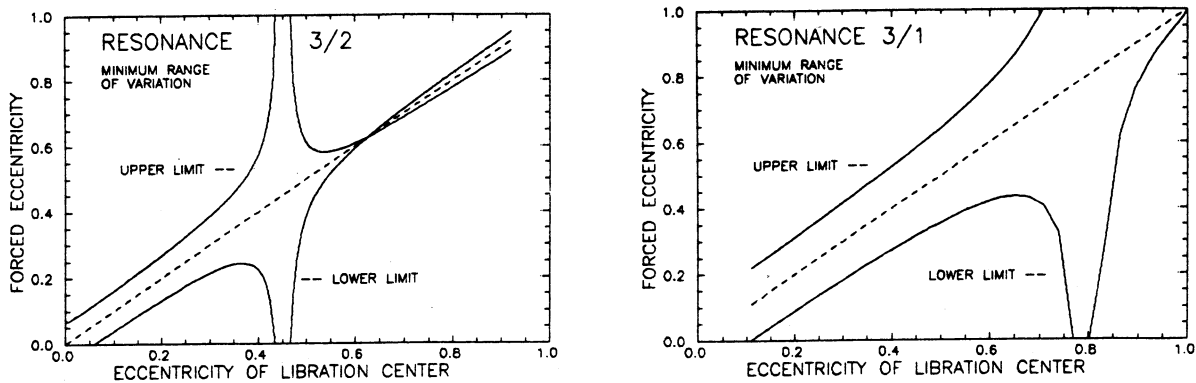 RESONANCE 3/2
MINIMUM RANGE
OF VARIATION
UPPER LIMIT
LOWER LIMIT
FORCED ECCENTRICITY
1.0
0.8
0.6
0.4
0.2
0.0
0.0 0.2 0.4 0.6 0.8 1.0
ECCENTRICITY OF LIBRATION CENTER
RESONANCE 3/1
MINIMUM RANGE
OF VARIATION
UPPER LIMIT
LOWER LIMIT
FORCED ECCENTRICITY
1.0
0.8
0.6
0.4
0.2
0.0
0.0 0.2 0.4 0.6 0.8 1.0
ECCENTRICITY OF LIBRATION CENTER